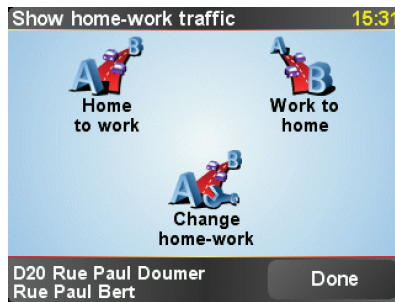 Show home-work traffic 15:31
A B
A B
Home Work to
to work home
A B
Change
home-work
D20 Rue Paul Doumer
Rue Paul Bert
Done